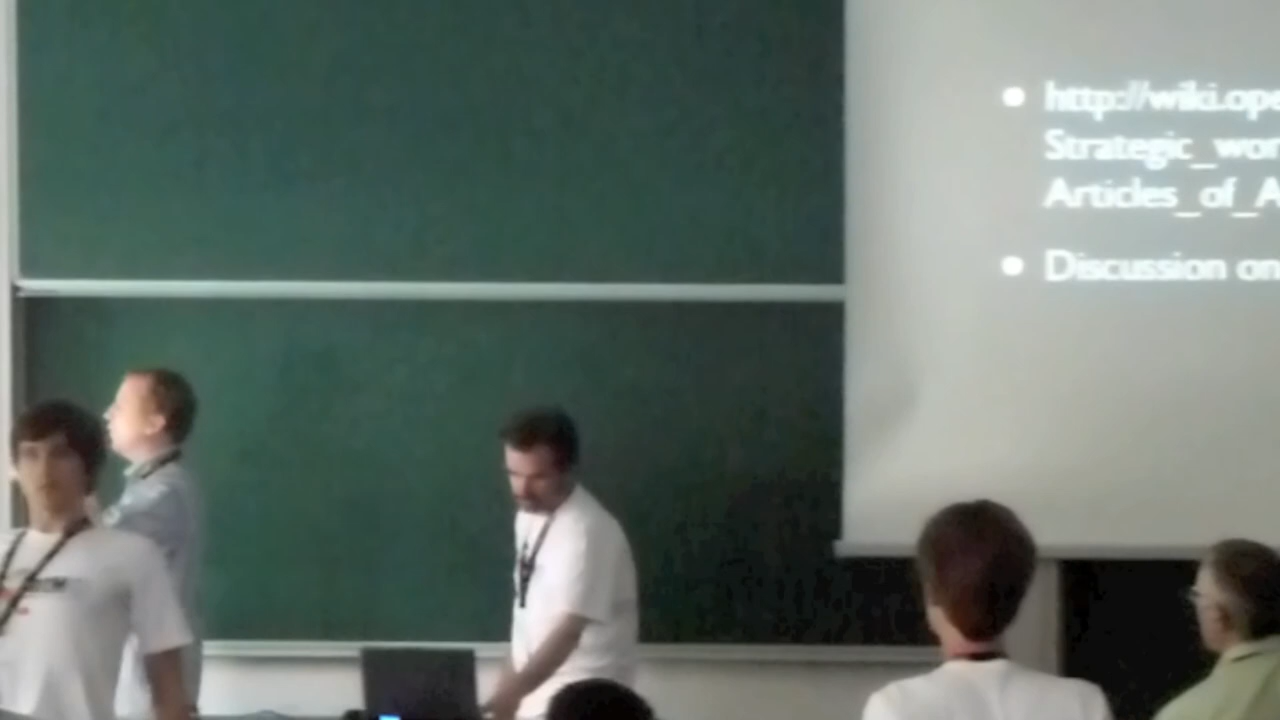 http://wiki.ope
Strategic_wor
Articles_of_A
Discussion on